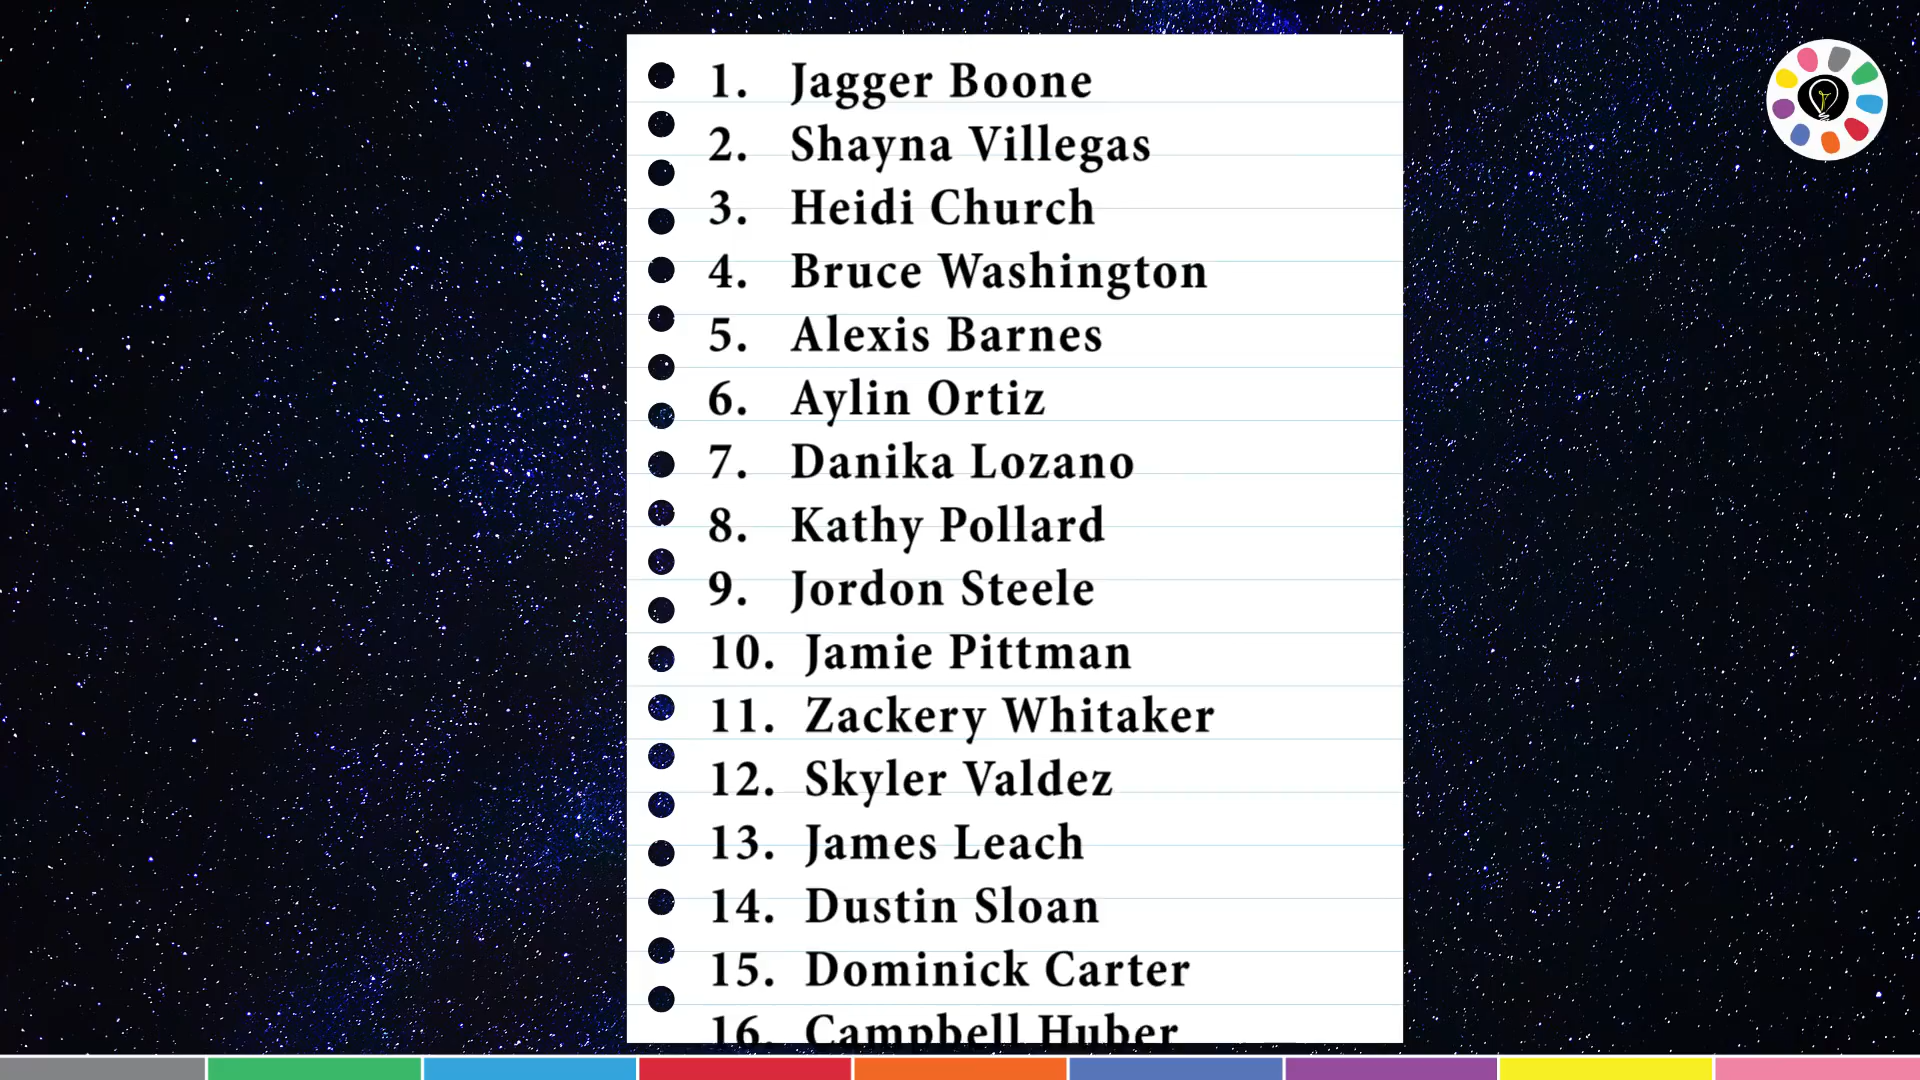 1. Jagger Boone
2. Shayna Villegas
3. Heidi Church
4. Bruce Washington
5. Alexis Barnes
6. Aylin Ortiz
7. Danika Lozano
8. Kathy Pollard
9. Jordon Steele
10. Jamie Pittman
11. Zackery Whitaker
12. Skyler Valdez
13. James Leach
14. Dustin Sloan
15. Dominick Carter
16. Campbell Huber